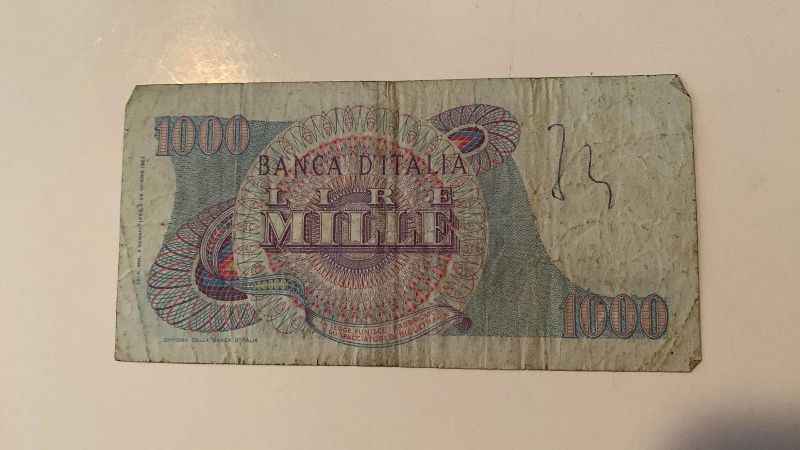 1000
BANCA D'ITALIA
LIRE
MILLE
1000
LA LEGGE PUNISCE I FABBRICATORI
E GLI SPACCIATORI DI BIGLIETTI FALSI
OFFICINA DELLA BANCA D'ITALIA